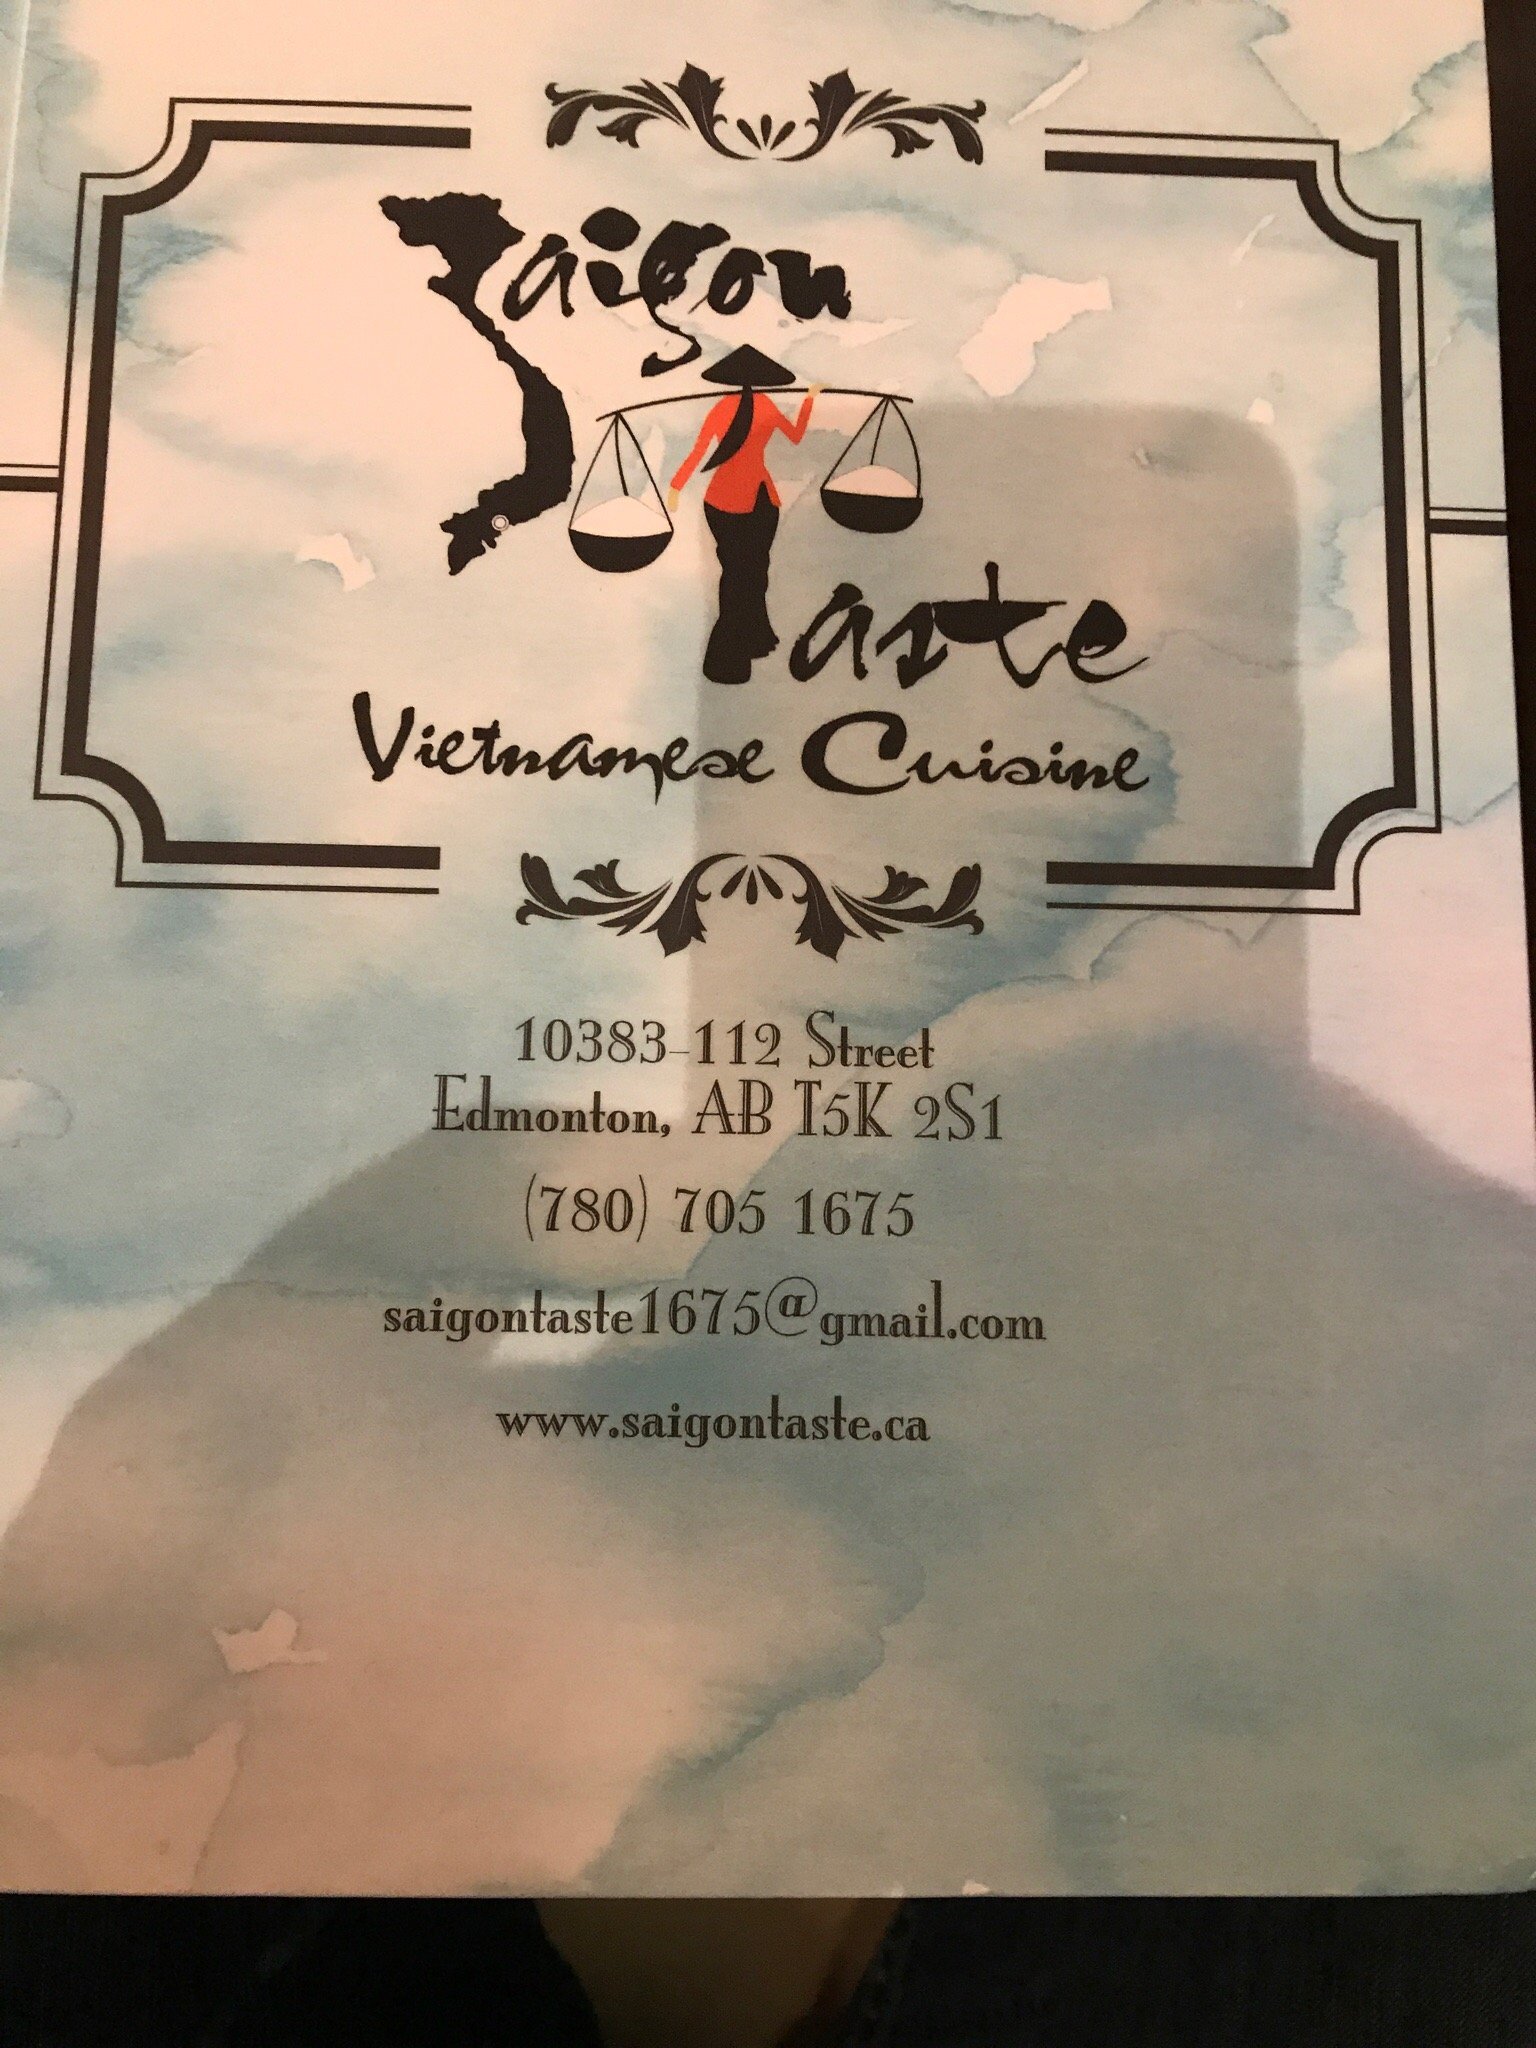 Saigon
Taste
Vietnamese Cuisine
10383-112 Street
Edmonton, AB T5K 2S1
(780) 705 1675
saigontaste1675@gmail.com
www.saigontaste.ca